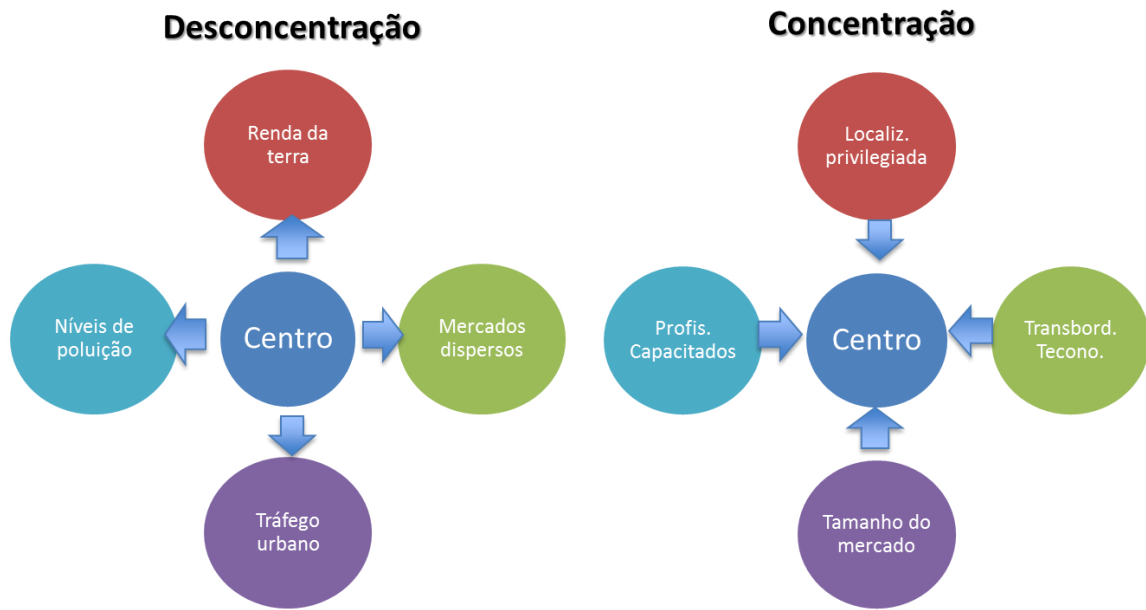 Desconcentração
Renda da
terra
Níveis de
poluição
Centro
Mercados
dispersos
Tráfego
urbano
Concentração
Localiz.
privilegiada
Profis.
Capacitados
Centro
Transbord.
Tecono.
Tamanho do
mercado